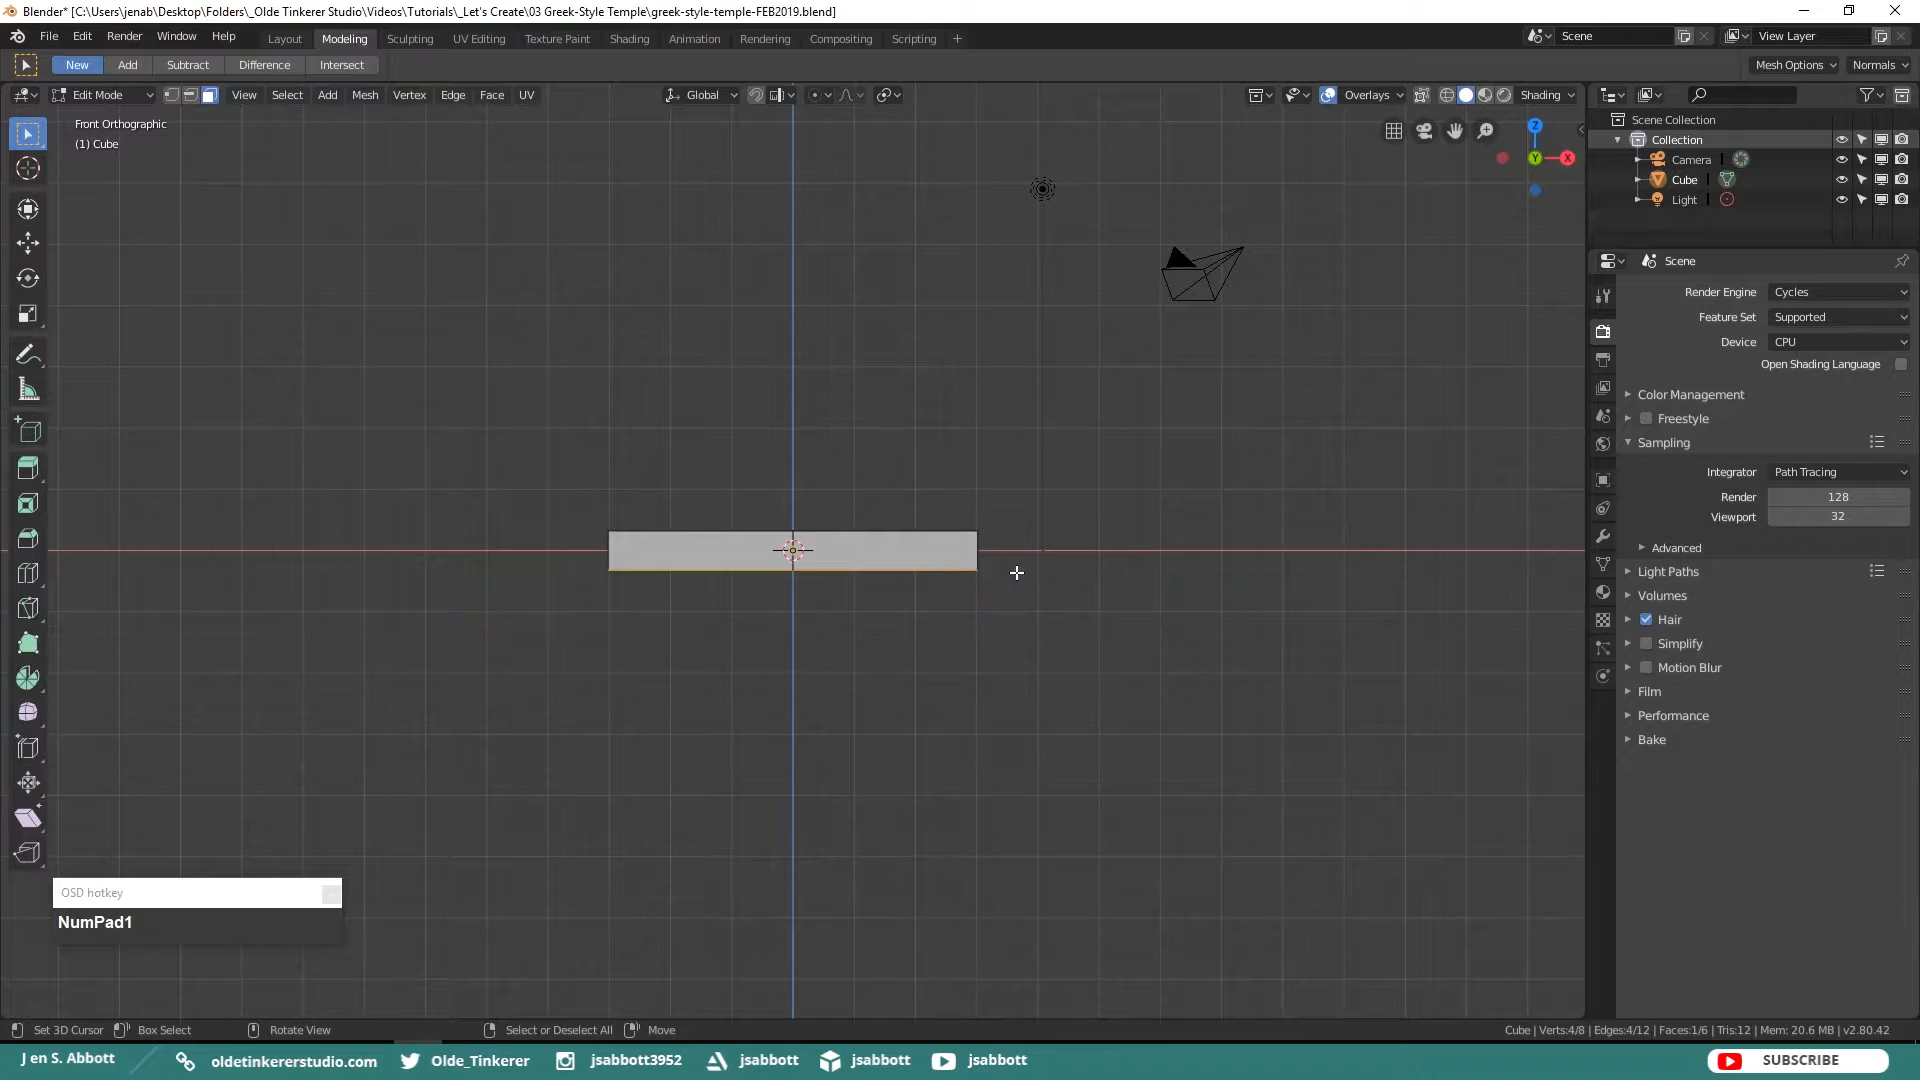 Blender* [C:\Users\jenab\Desktop\Folders\_Olde Tinkerer Studio\Videos\Tutorials\_Let's Create\03 Greek-Style Temple\greek-style-temple-FEB2019.blend]
File Edit Render Window Help Layout Modeling Sculpting UV Editing Texture Paint Shading Animation Rendering Compositing Scripting + Scene View Layer
New Add Subtract Difference Intersect Mesh Options Normals
Edit Mode View Select Add Mesh Vertex Edge Face UV Global Overlays Shading
Front Orthographic
(1) Cube
Z
Y
X
Scene Collection
Collection
Camera
Cube
Light
Scene
Render Engine Cycles
Feature Set Supported
Device CPU
Open Shading Language
Color Management
Freestyle
Sampling
Integrator Path Tracing
Render 128
Viewport 32
Advanced
Light Paths
Volumes
Hair
Simplify
Motion Blur
Film
Performance
Bake
OSD hotkey
NumPad1
Set 3D Cursor Box Select Rotate View Select or Deselect All Move Cube | Verts:4/8 | Edges:4/12 | Faces:1/6 | Tris:12 | Mem: 20.6 MB | v2.80.42
J en S. Abbott oldetinkererstudio.com Olde_Tinkerer jsabbott3952 jsabbott jsabbott jsabbott SUBSCRIBE